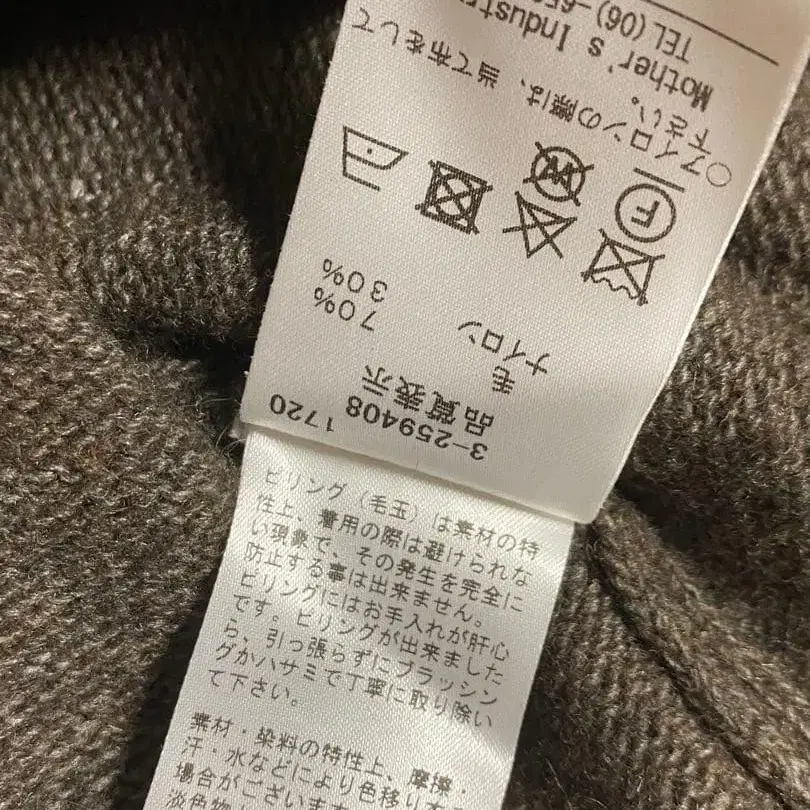 3-259408 1720
品質表示
毛 70%
ナイロン 30%
F
W
○アイロンの際は、当て布をして
下さい。
Mother's Industry
TEL (06)-65
ピリング（毛玉）は素材の特
性上、着用の際は避けられな
い現象で、その発生を完全に
防止する事は出来ません。
ピリングにはお手入れが肝心
です。ピリングが出来ました
ら、引っ張らずにブラッシン
グかハサミで丁寧に取り除い
て下さい。
素材・染料の特性上、摩擦・
汗・水などにより色移り
場合がございます
淡色物